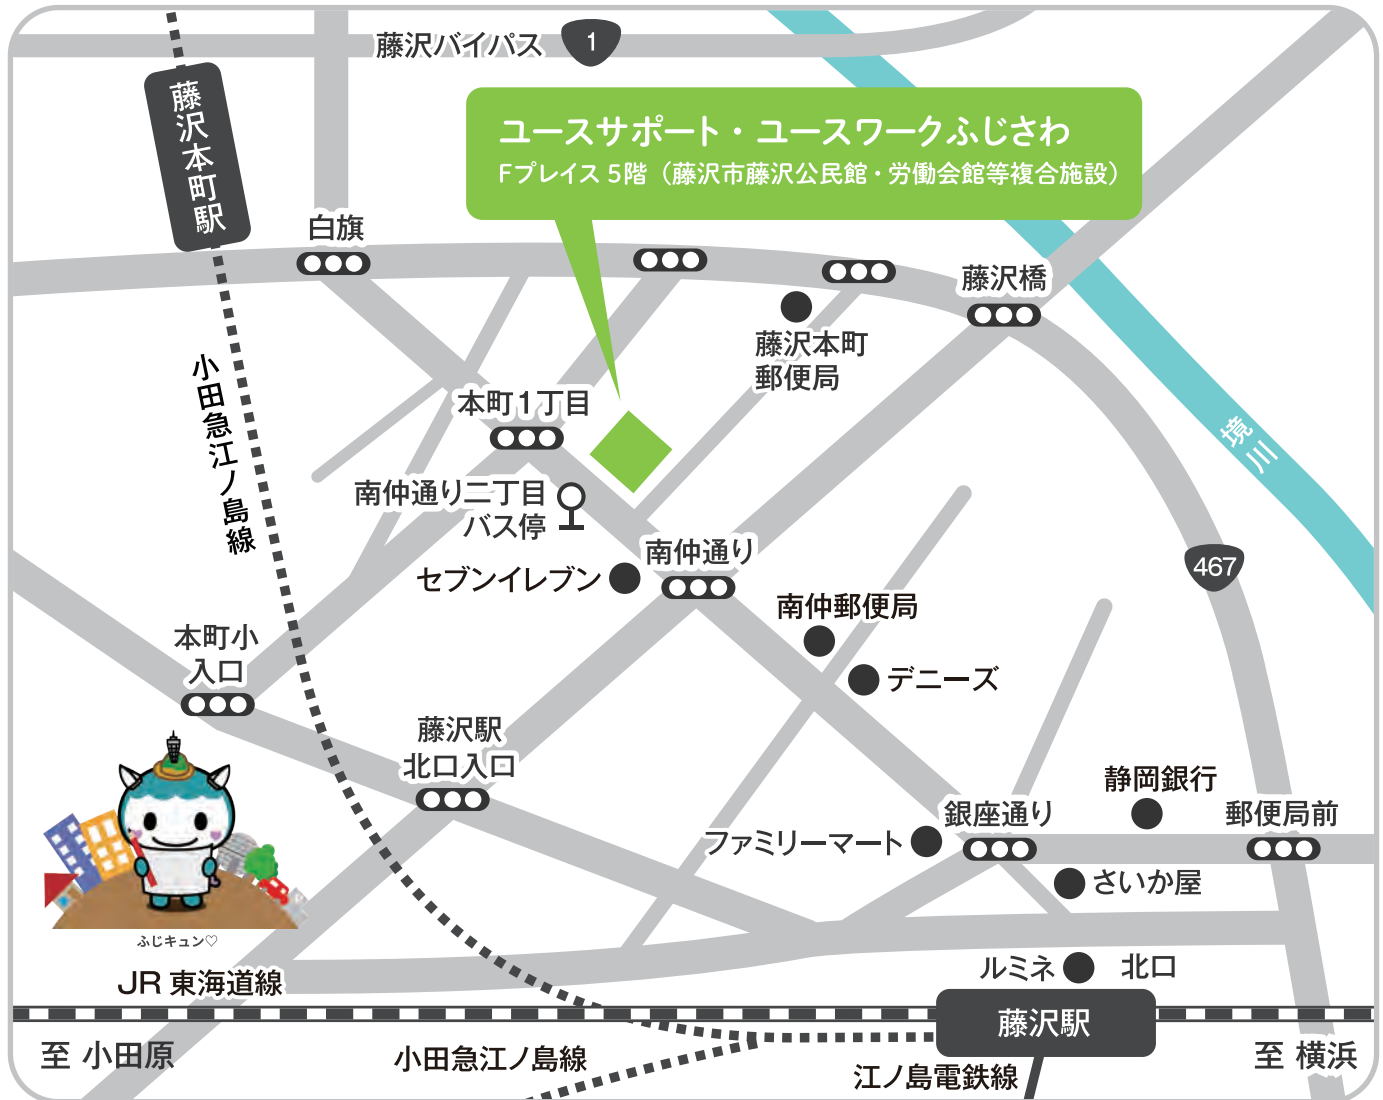 藤沢バイパス
1
藤沢本町駅
ユースサポート・ユースワークふじさわ
Fプレイス5階（藤沢市藤沢公民館・労働会館等複合施設）
白旗
藤沢橋
藤沢本町
郵便局
小田急江ノ島線
本町1丁目
境川
南仲通り二丁目
バス停
南仲通り
セブンイレブン
467
南仲郵便局
本町小
入口
デニーズ
藤沢駅
北口入口
静岡銀行
銀座通り
郵便局前
ファミリーマート
さいか屋
ふじキュン♡
ルミネ
北口
JR 東海道線
藤沢駅
至 小田原
小田急江ノ島線
江ノ島電鉄線
至 横浜